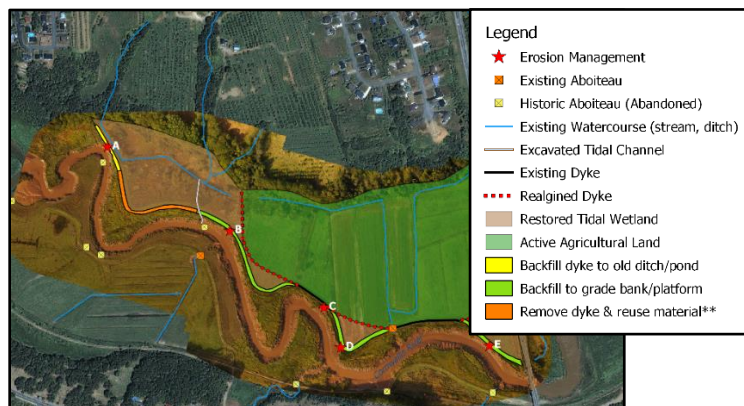 Legend
Erosion Management
Existing Aboiteau
Historic Aboiteau (Abandoned)
Existing Watercourse (stream, ditch)
Excavated Tidal Channel
Existing Dyke
Realgined Dyke
Restored Tidal Wetland
Active Agricultural Land
Backfill dyke to old ditch/pond
Backfill to grade bank/platform
Remove dyke & reuse material**
A
B
C
D
E